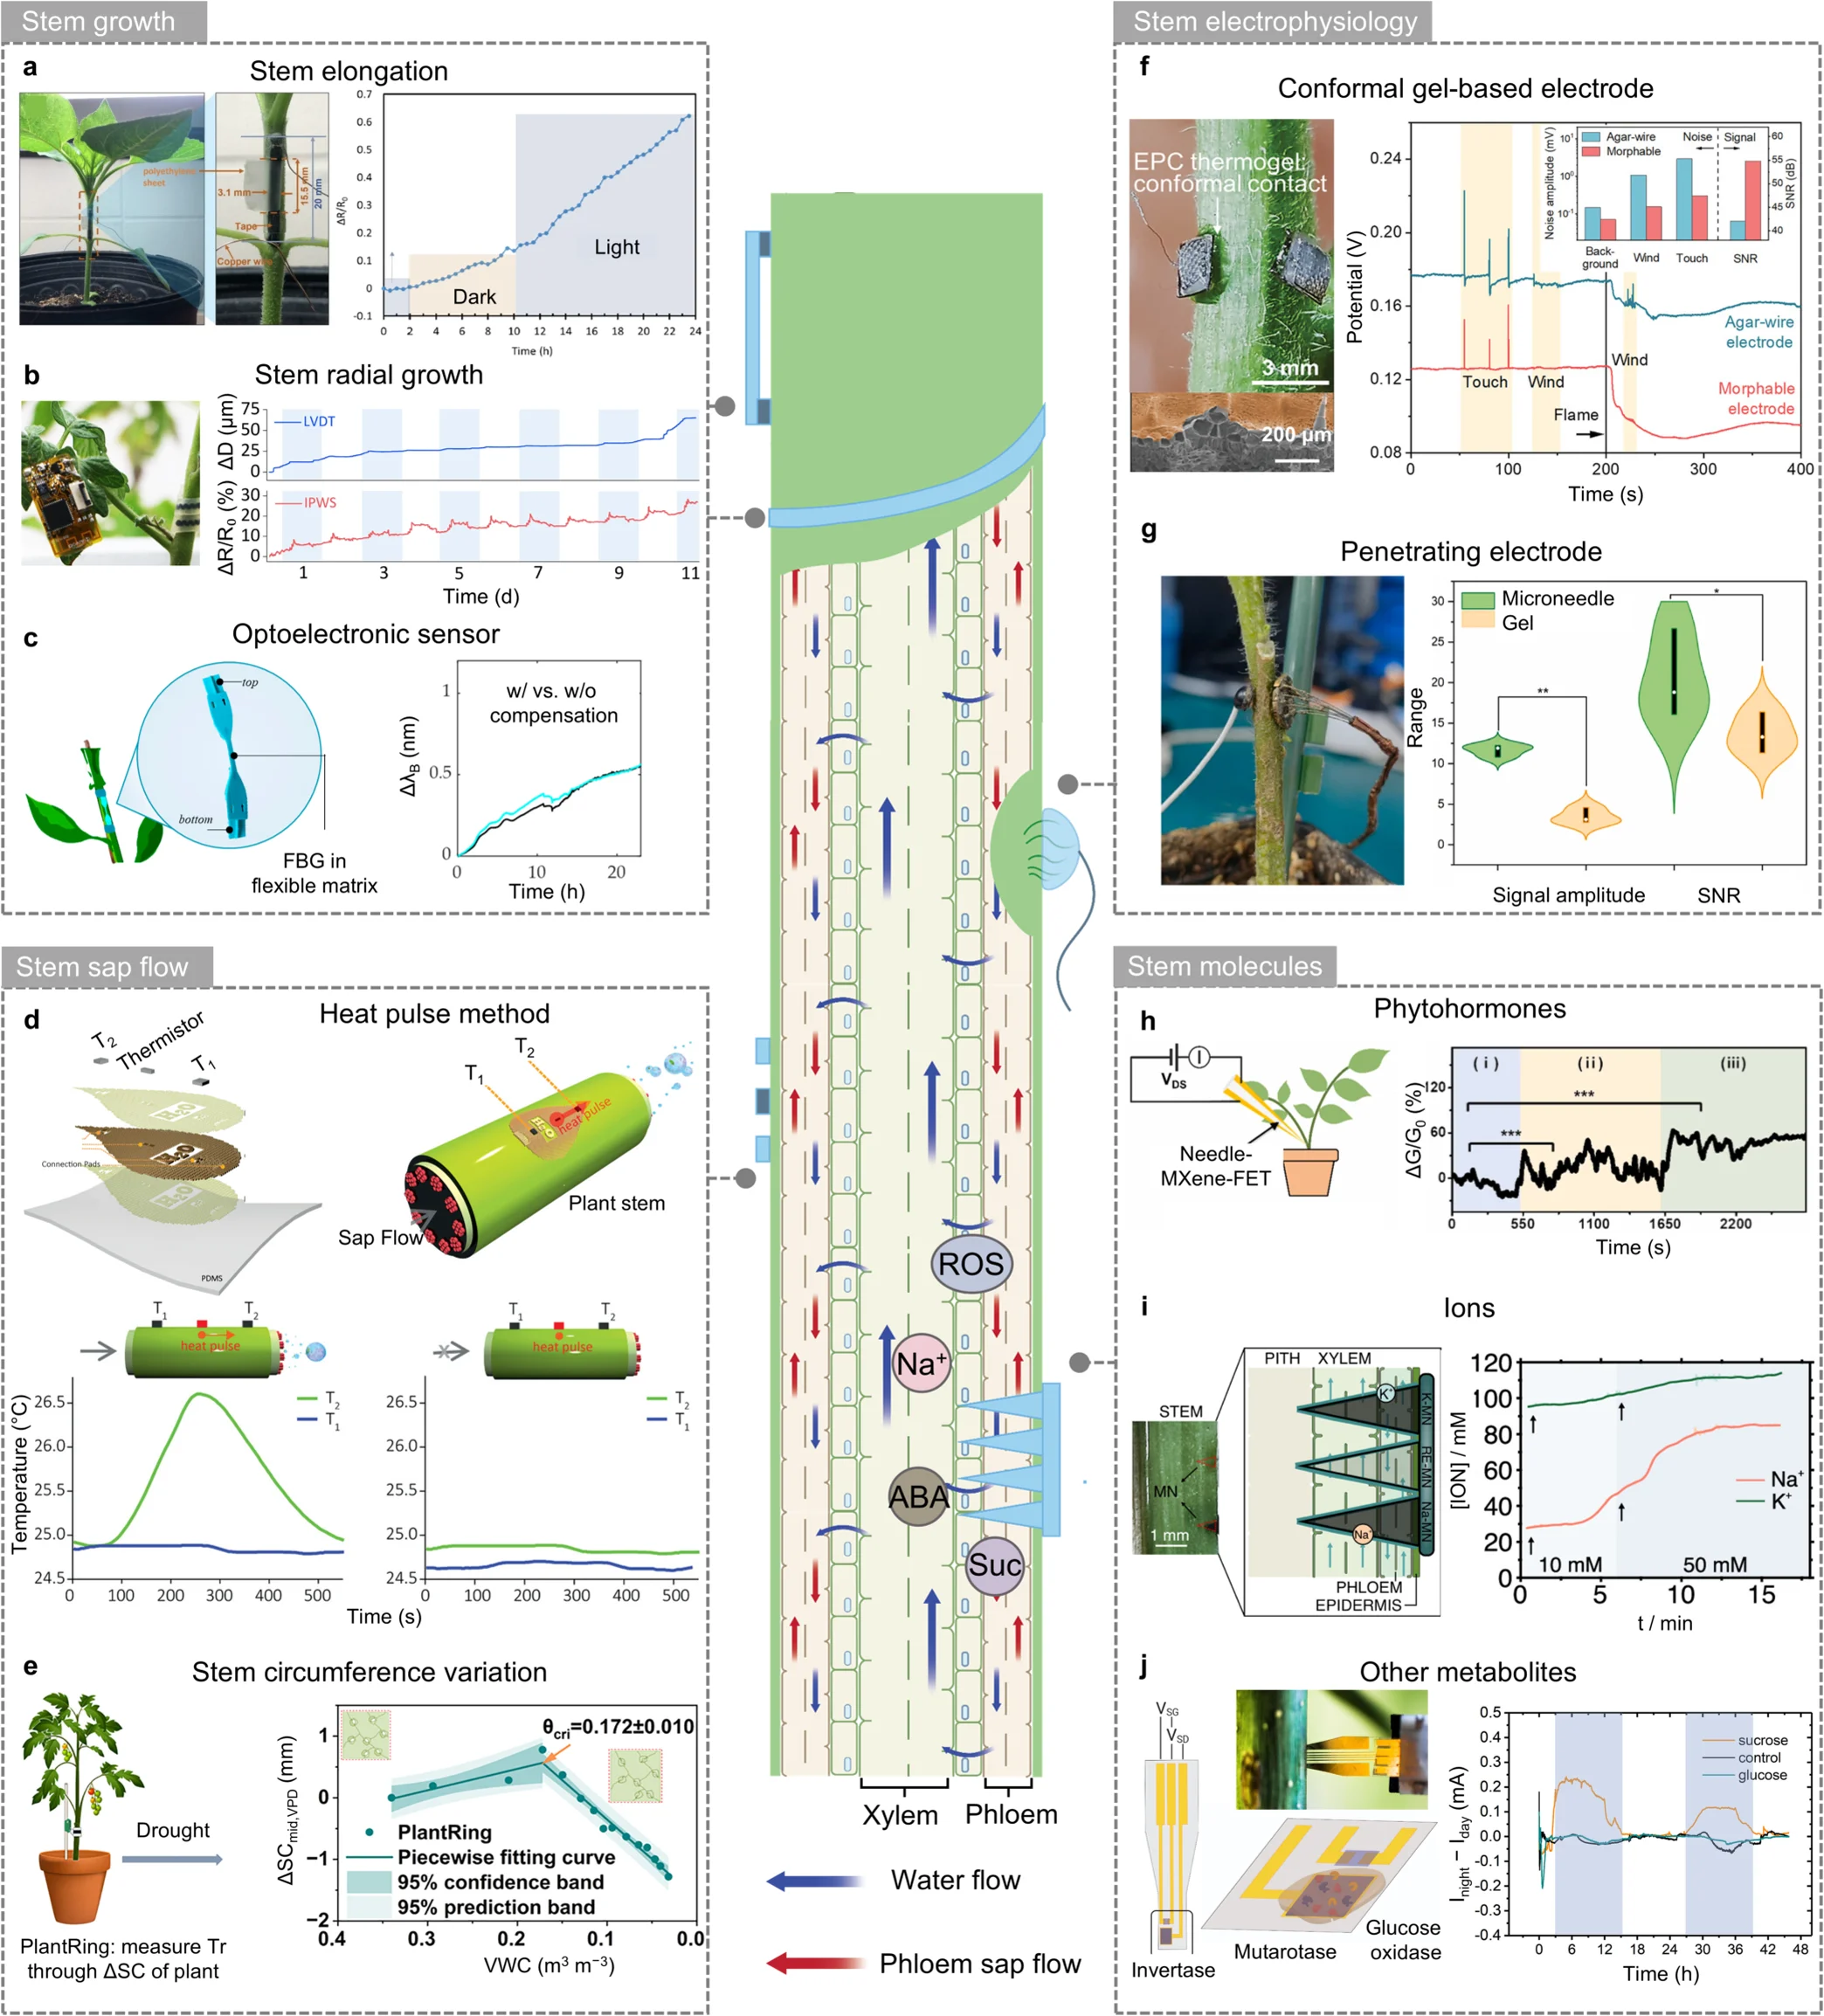 Stem growth
a
Stem elongation
polyethylene
sheet
3.1 mm
15.5 mm
20 mm
Tape
Copper wire
ΔR/R₀
0.7
0.6
0.5
0.4
0.3
0.2
0.1
0
-0.1
Dark
Light
0 2 4 6 8 10 12 14 16 18 20 22 24
Time (h)
b
Stem radial growth
ΔD (μm)
75
50
25
0
LVDT
ΔR/R₀ (%)
30
20
10
0
IPWS
1 3 5 7 9 11
Time (d)
c
Optoelectronic sensor
top
bottom
FBG in
flexible matrix
w/ vs. w/o
compensation
ΔλB (nm)
1
0.5
0
0 10 20
Time (h)
Stem sap flow
d
Heat pulse method
T₂
Thermistor
T₁
H₂O
Connection Pads
PDMS
T₂
T₁
heat pulse
Plant stem
Sap Flow
T₁ T₂
heat pulse
T₁ T₂
heat pulse
Temperature (°C)
26.5
26.0
25.5
25.0
24.5
T₂
T₁
0 100 200 300 400 500
26.5
26.0
25.5
25.0
24.5
T₂
T₁
0 100 200 300 400 500
Time (s)
e
Stem circumference variation
Drought
PlantRing: measure Tr
through ΔSC of plant
ΔSCmid,VPD (mm)
1
0
−1
−2
θcri=0.172±0.010
PlantRing
Piecewise fitting curve
95% confidence band
95% prediction band
0.4 0.3 0.2 0.1 0.0
VWC (m³ m⁻³)
ROS
Na⁺
ABA
Suc
Xylem
Phloem
Water flow
Phloem sap flow
Stem electrophysiology
f
Conformal gel-based electrode
EPC thermogel:
conformal contact
3 mm
200 μm
Potential (V)
0.24
0.20
0.16
0.12
0.08
Agar-wire
Morphable
Noise
Signal
Noise amplitude (mV)
10¹
10⁰
10⁻¹
SNR (dB)
60
55
50
45
40
Back-
ground
Wind
Touch
SNR
Agar-wire
electrode
Wind
Touch
Wind
Morphable
electrode
Flame
0 100 200 300 400
Time (s)
g
Penetrating electrode
Range
30
25
20
15
10
5
0
Microneedle
Gel
**
*
Signal amplitude
SNR
Stem molecules
h
Phytohormones
I
VDS
Needle-
MXene-FET
ΔG/G₀ (%)
120
60
0
(i) (ii) (iii)
***
***
0 550 1100 1650 2200
Time (s)
i
Ions
STEM
MN
1 mm
PITH XYLEM
K⁺
Na⁺
K-MN
RE-MN
Na-MN
PHLOEM
EPIDERMIS
[ION] / mM
120
100
80
60
40
20
0
Na⁺
K⁺
10 mM
50 mM
0 5 10 15
t / min
j
Other metabolites
VSG
VSD
Invertase
Mutarotase
Glucose
oxidase
Inight − Iday (mA)
0.5
0.4
0.3
0.2
0.1
0.0
-0.1
-0.2
-0.3
-0.4
sucrose
control
glucose
0 6 12 18 24 30 36 42 48
Time (h)